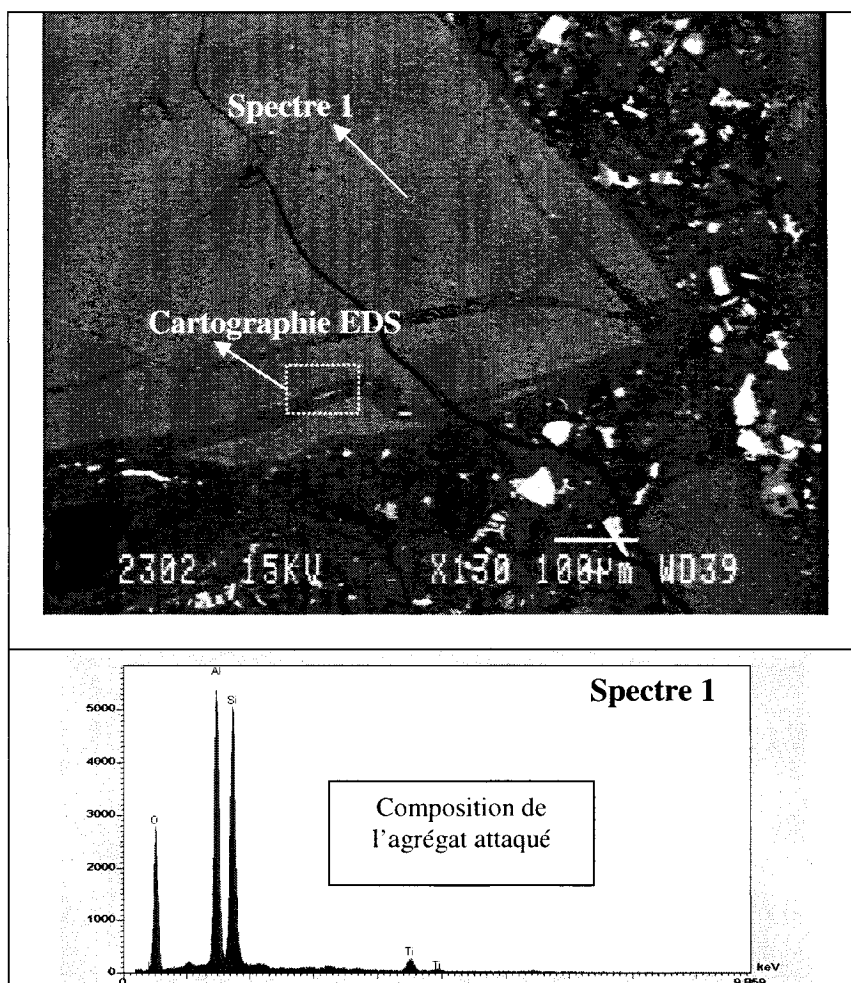 Spectre 1
Cartographie EDS
2302 15KV X130 100µm WD39
Al
Spectre 1
Si
5000
4000
Composition de
l'agrégat attaqué
3000
O
2000
1000
Ti
Ti
keV
0
0
9.959